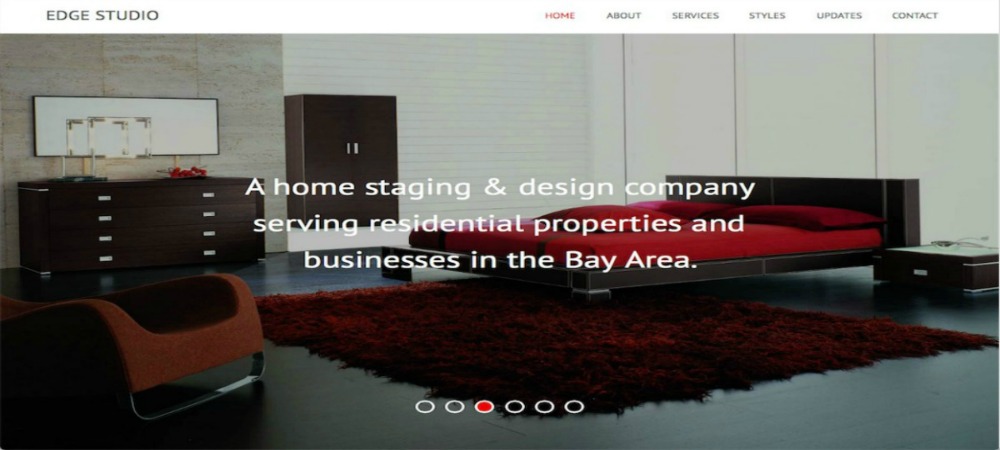 EDGE STUDIO
HOME ABOUT SERVICES STYLES UPDATES CONTACT
A home staging & design company
serving residential properties and
businesses in the Bay Area.